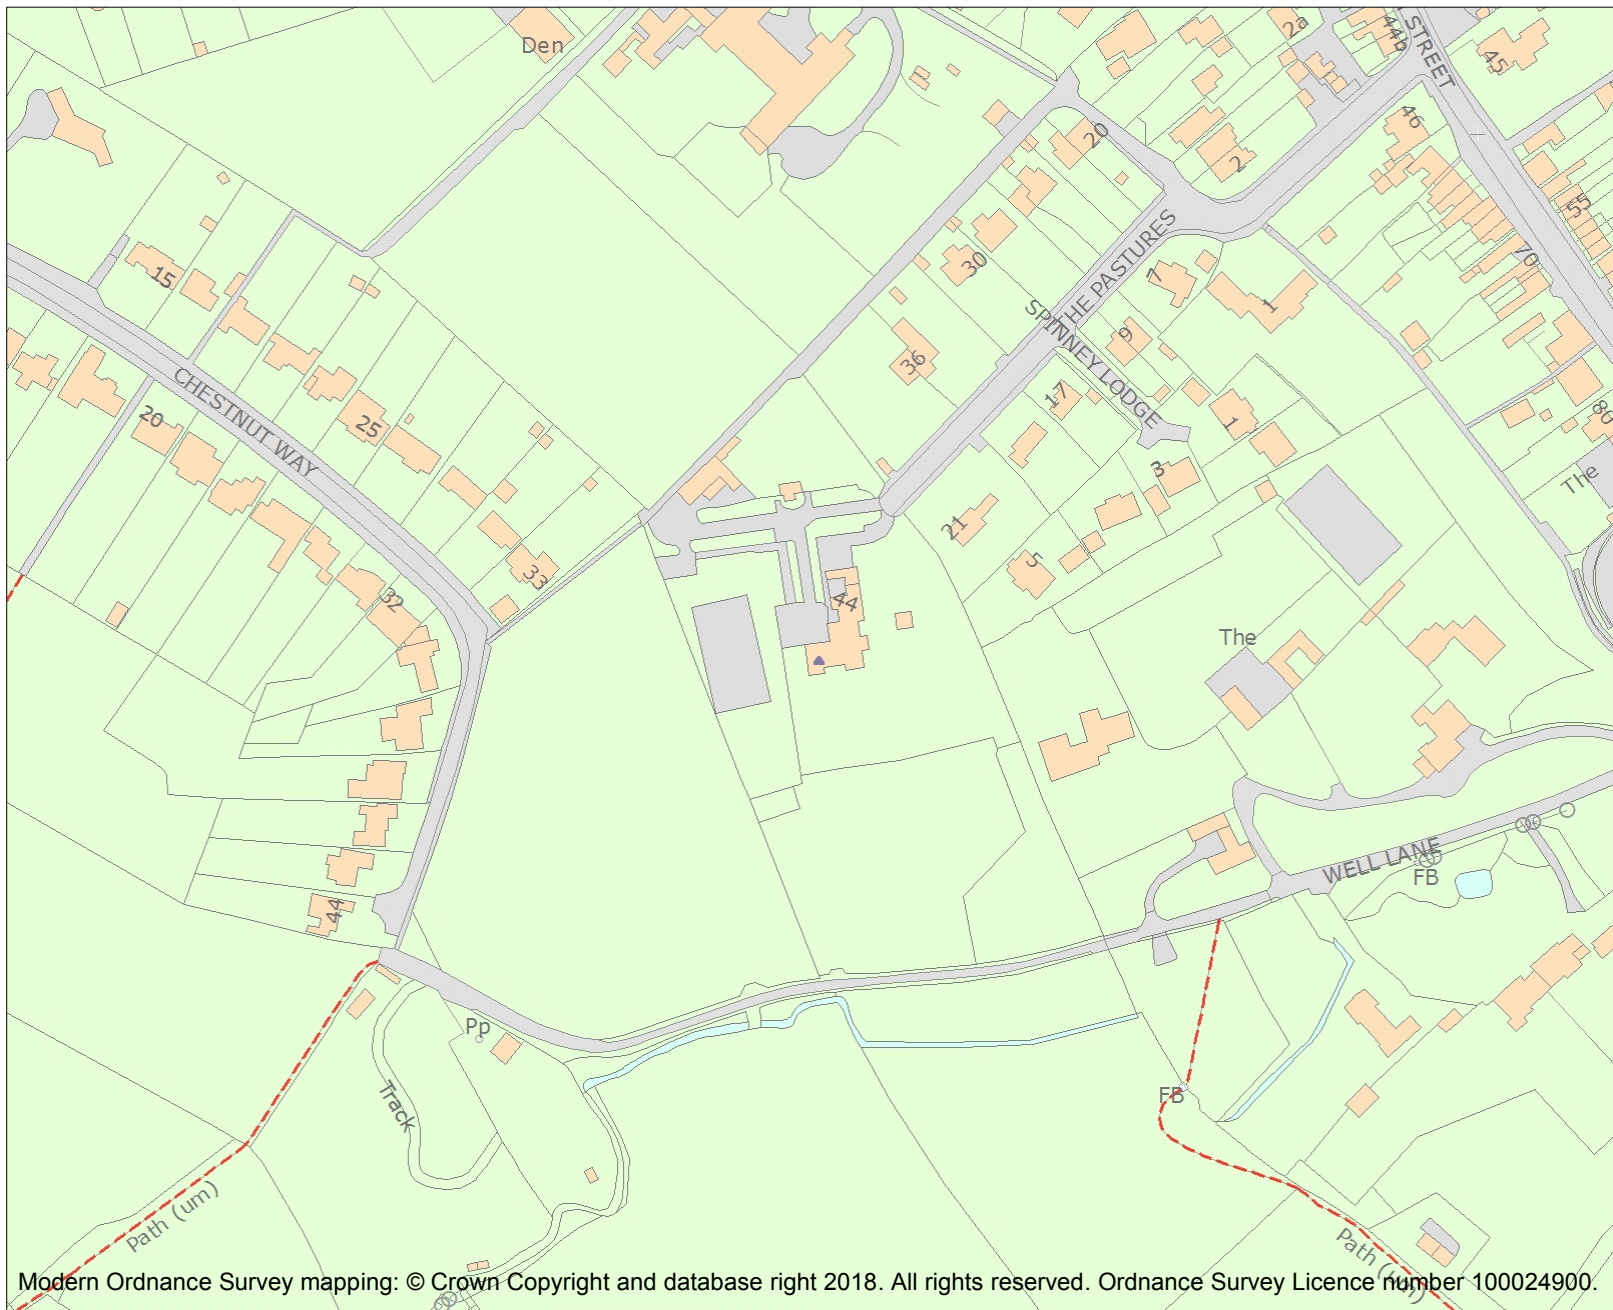 Den
2a
44b
STREET
45
46
20
2
55
15
30
THE PASTURES
7
70
1
SPINNEY LODGE
9
36
CHESTNUT WAY
17
20
25
1
80
3
The
21
33
5
32
44
The
WELL LANE
FB
44
Pp
Track
FB
Path (um)
Path (um)
Modern Ordnance Survey mapping: © Crown Copyright and database right 2018. All rights reserved. Ordnance Survey Licence number 100024900.